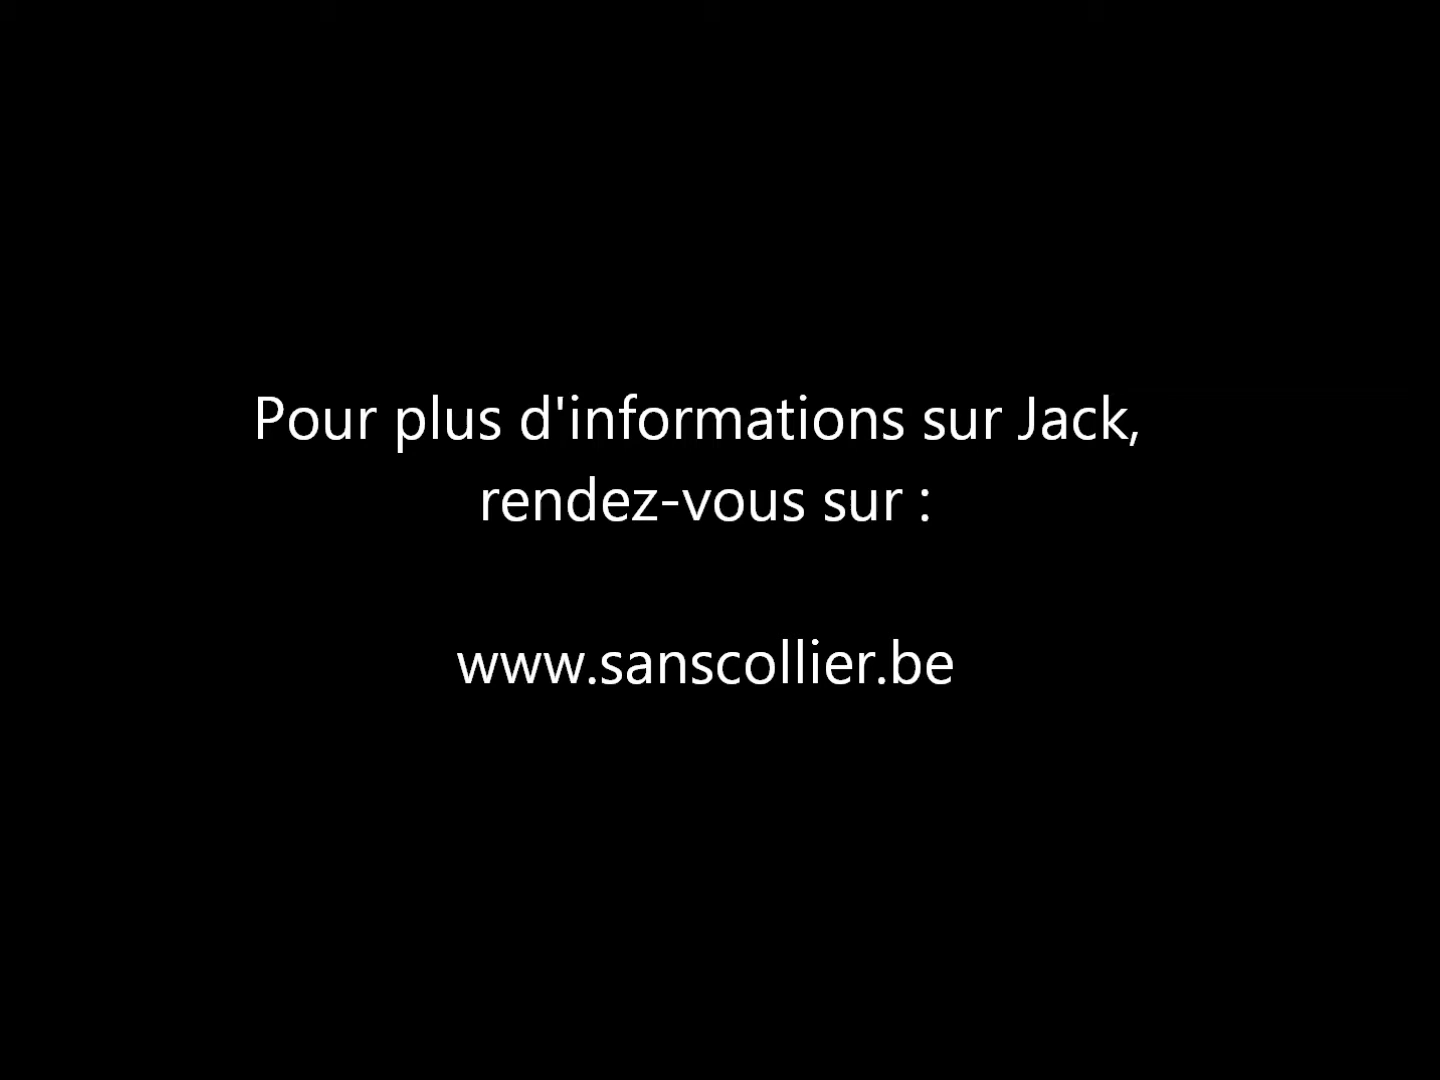 Pour plus d'informations sur Jack,
rendez-vous sur :
www.sanscollier.be